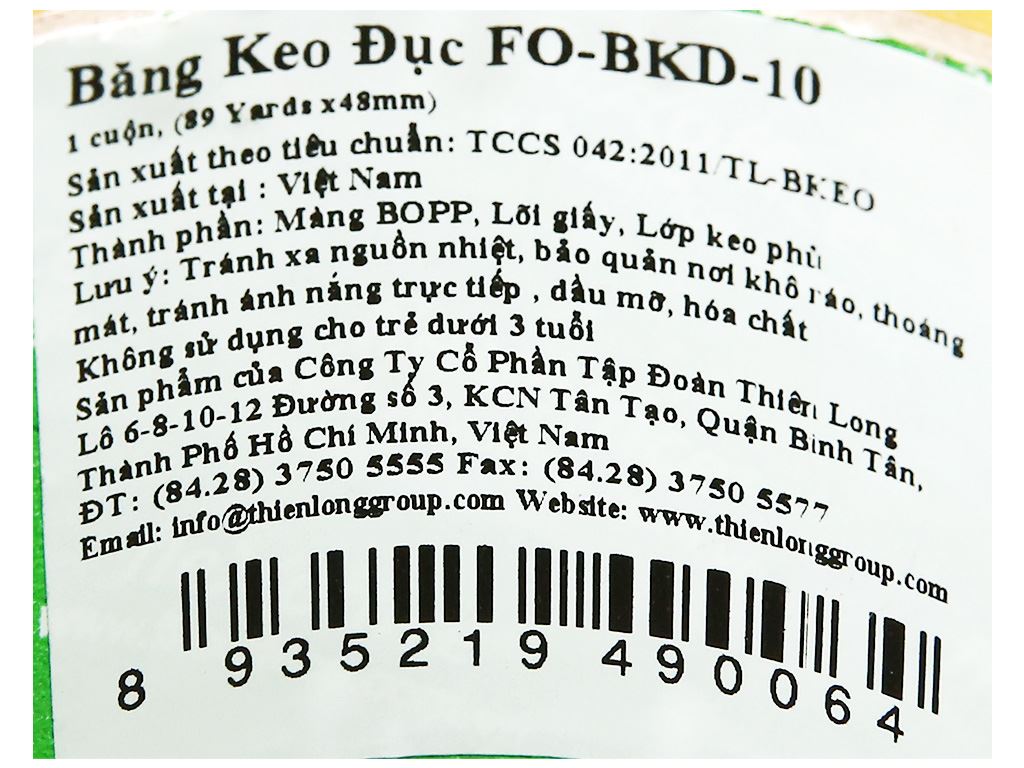 Băng Keo Đục FO-BKD-10
1 cuộn, (89 Yards x48mm)
Sản xuất theo tiêu chuẩn: TCCS 042:2011/TL-BKEO
Sản xuất tại : Việt Nam
Thành phần: Màng BOPP, Lõi giấy, Lớp keo phủ
Lưu ý: Tránh xa nguồn nhiệt, bảo quản nơi khô ráo, thoáng
mát, tránh ánh nắng trực tiếp , dầu mỡ, hóa chất
Không sử dụng cho trẻ dưới 3 tuổi
Sản phẩm của Công Ty Cổ Phần Tập Đoàn Thiên Long
Lô 6-8-10-12 Đường số 3, KCN Tân Tạo, Quận Bình Tân,
Thành Phố Hồ Chí Minh, Việt Nam
ĐT: (84.28) 3750 5555 Fax: (84.28) 3750 5577
Email: info@thienlonggroup.com Website: www.thienlonggroup.com
8 935219 490064